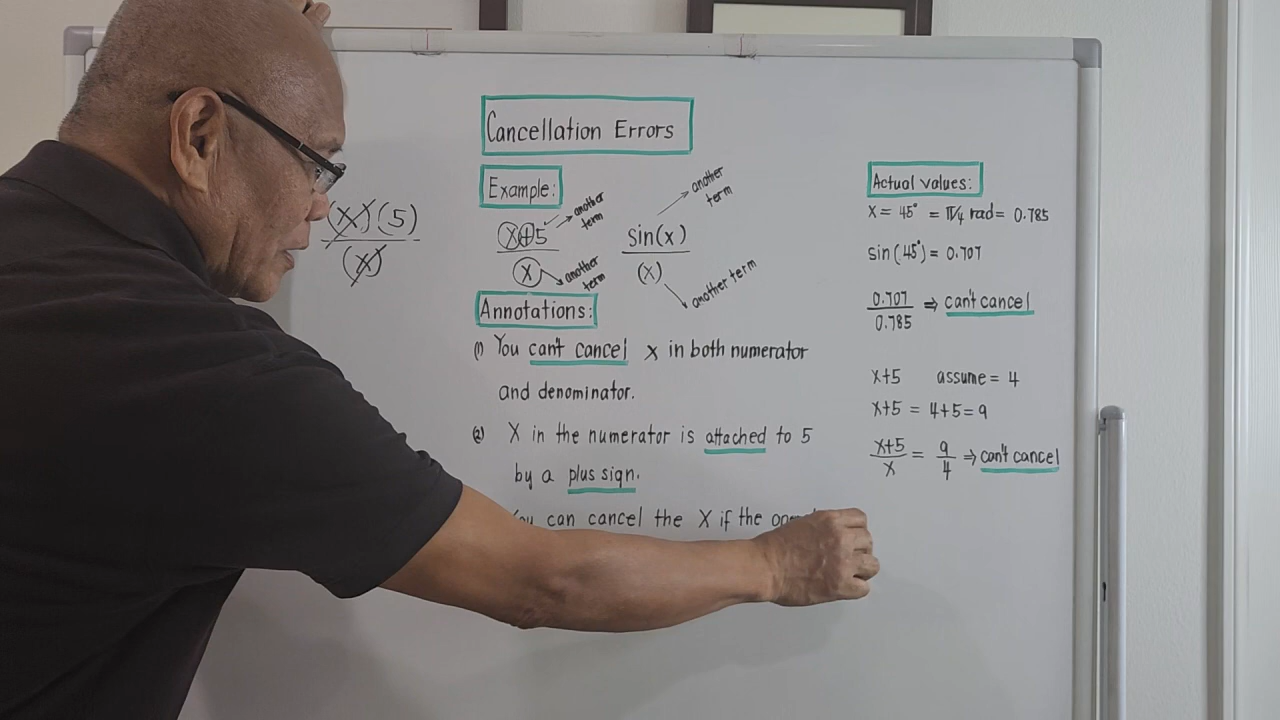 Cancellation Errors
Example:
(x)(5)
(x)
x+5
x
another term
another term
sin(x)
(x)
another term
another term
Annotations:
(1) You can't cancel x in both numerator
and denominator.
(2) X in the numerator is attached to 5
by a plus sign.
You can cancel the X if the
Actual values:
x = 45° = π/4 rad = 0.785
sin(45°) = 0.707
0.707
0.785 ⇒ can't cancel
x+5 assume = 4
x+5 = 4+5 = 9
x+5/x = 9/4 ⇒ can't cancel